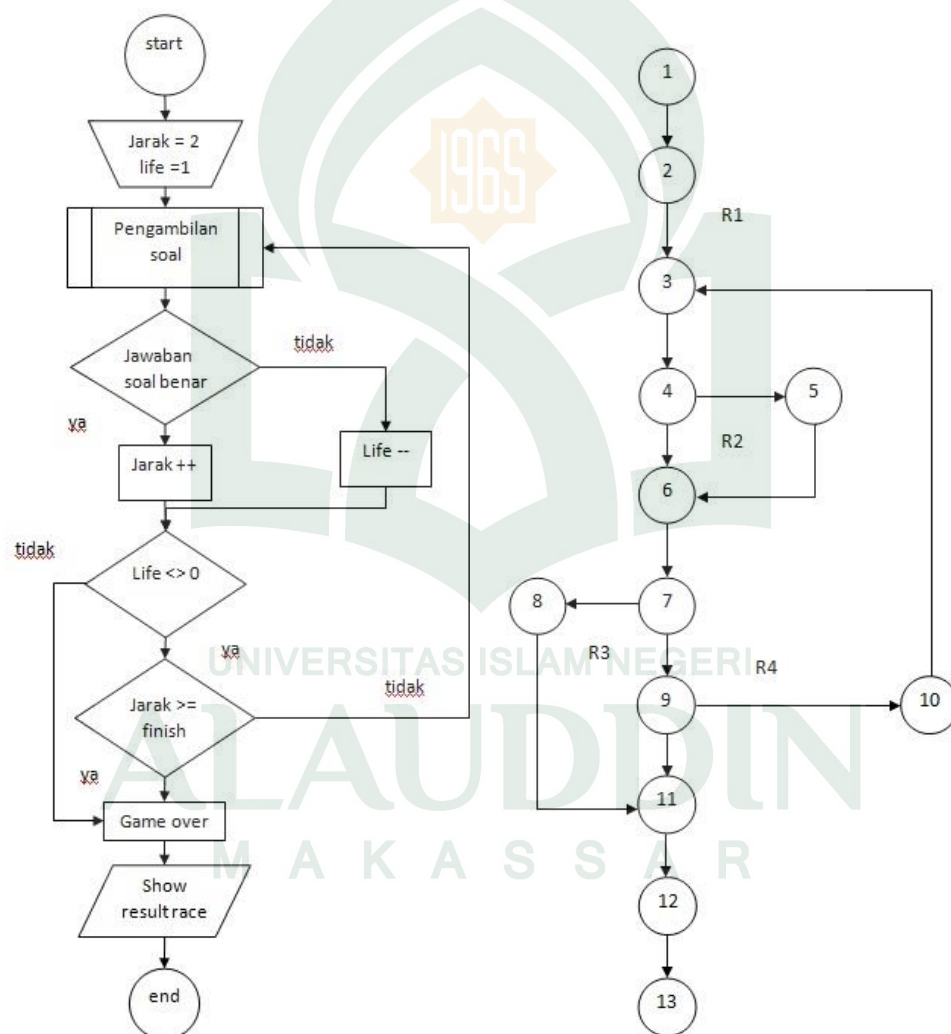 start
Jarak = 2
life =1
Pengambilan
soal
Jawaban
soal benar
tidak
ya
Jarak ++
Life --
tidak
Life <> 0
ya
Jarak >=
finish
tidak
ya
Game over
Show
result race
end
1
2
R1
3
4
5
R2
6
8
7
R3
R4
9
10
11
12
13
1965
UNIVERSITAS ISLAM NEGERI
ALAUDDIN
MAKASSAR